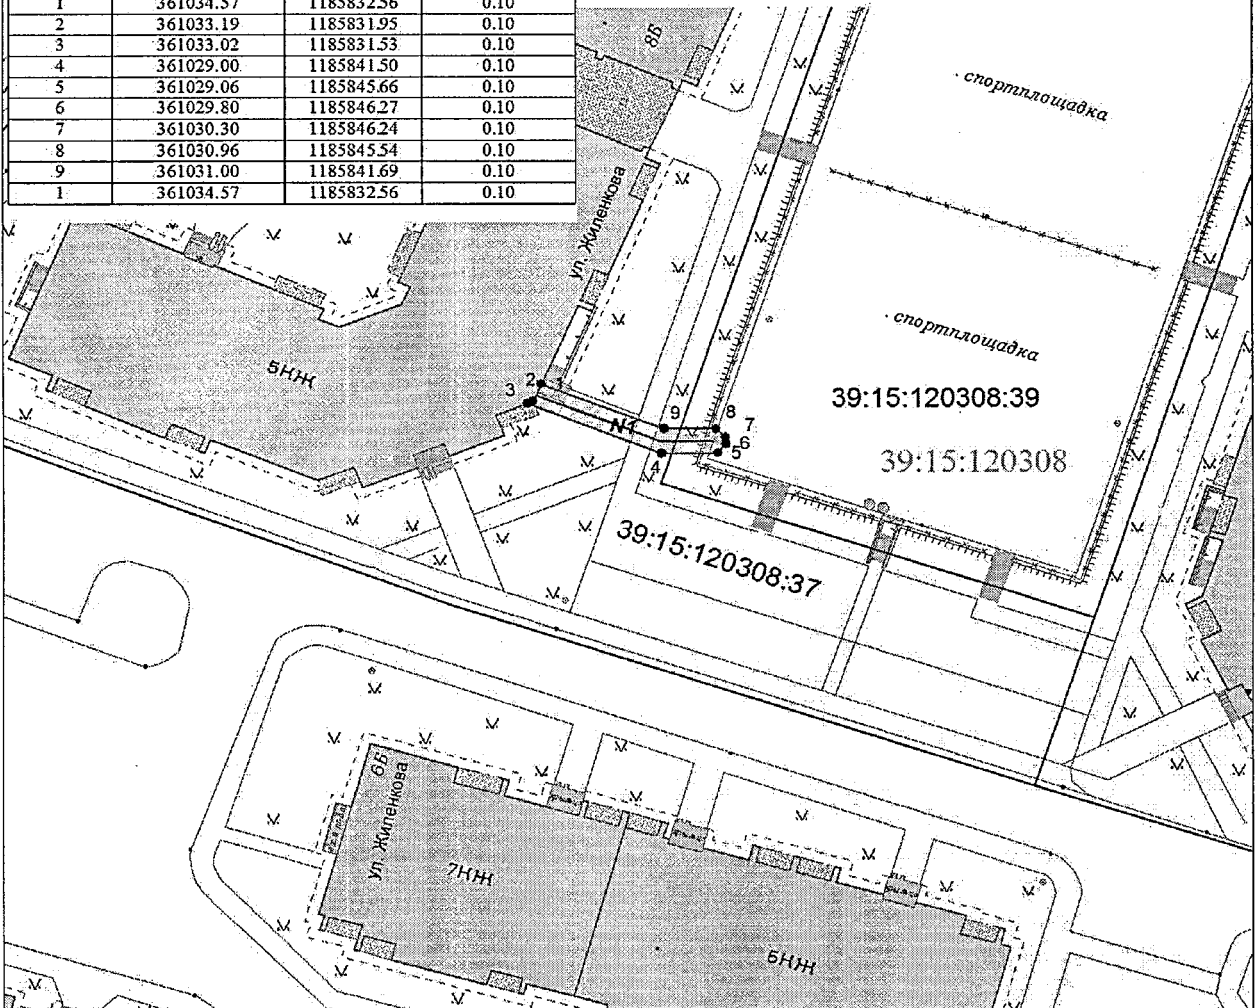 1 361034.57 1185832.56 0.10
2 361033.19 1185831.95 0.10
3 361033.02 1185831.53 0.10
4 361029.00 1185841.50 0.10
5 361029.06 1185845.66 0.10
6 361029.80 1185846.27 0.10
7 361030.30 1185846.24 0.10
8 361030.96 1185845.54 0.10
9 361031.00 1185841.69 0.10
1 361034.57 1185832.56 0.10
8Б
спортплощадка
ул. Жиленкова
спортплощадка
5КЖ
3 2 1
N1
9 8 7
4 5 6
39:15:120308:39
39:15:120308
39:15:120308:37
6Б
ул. Жиленкова
7КЖ
5КЖ